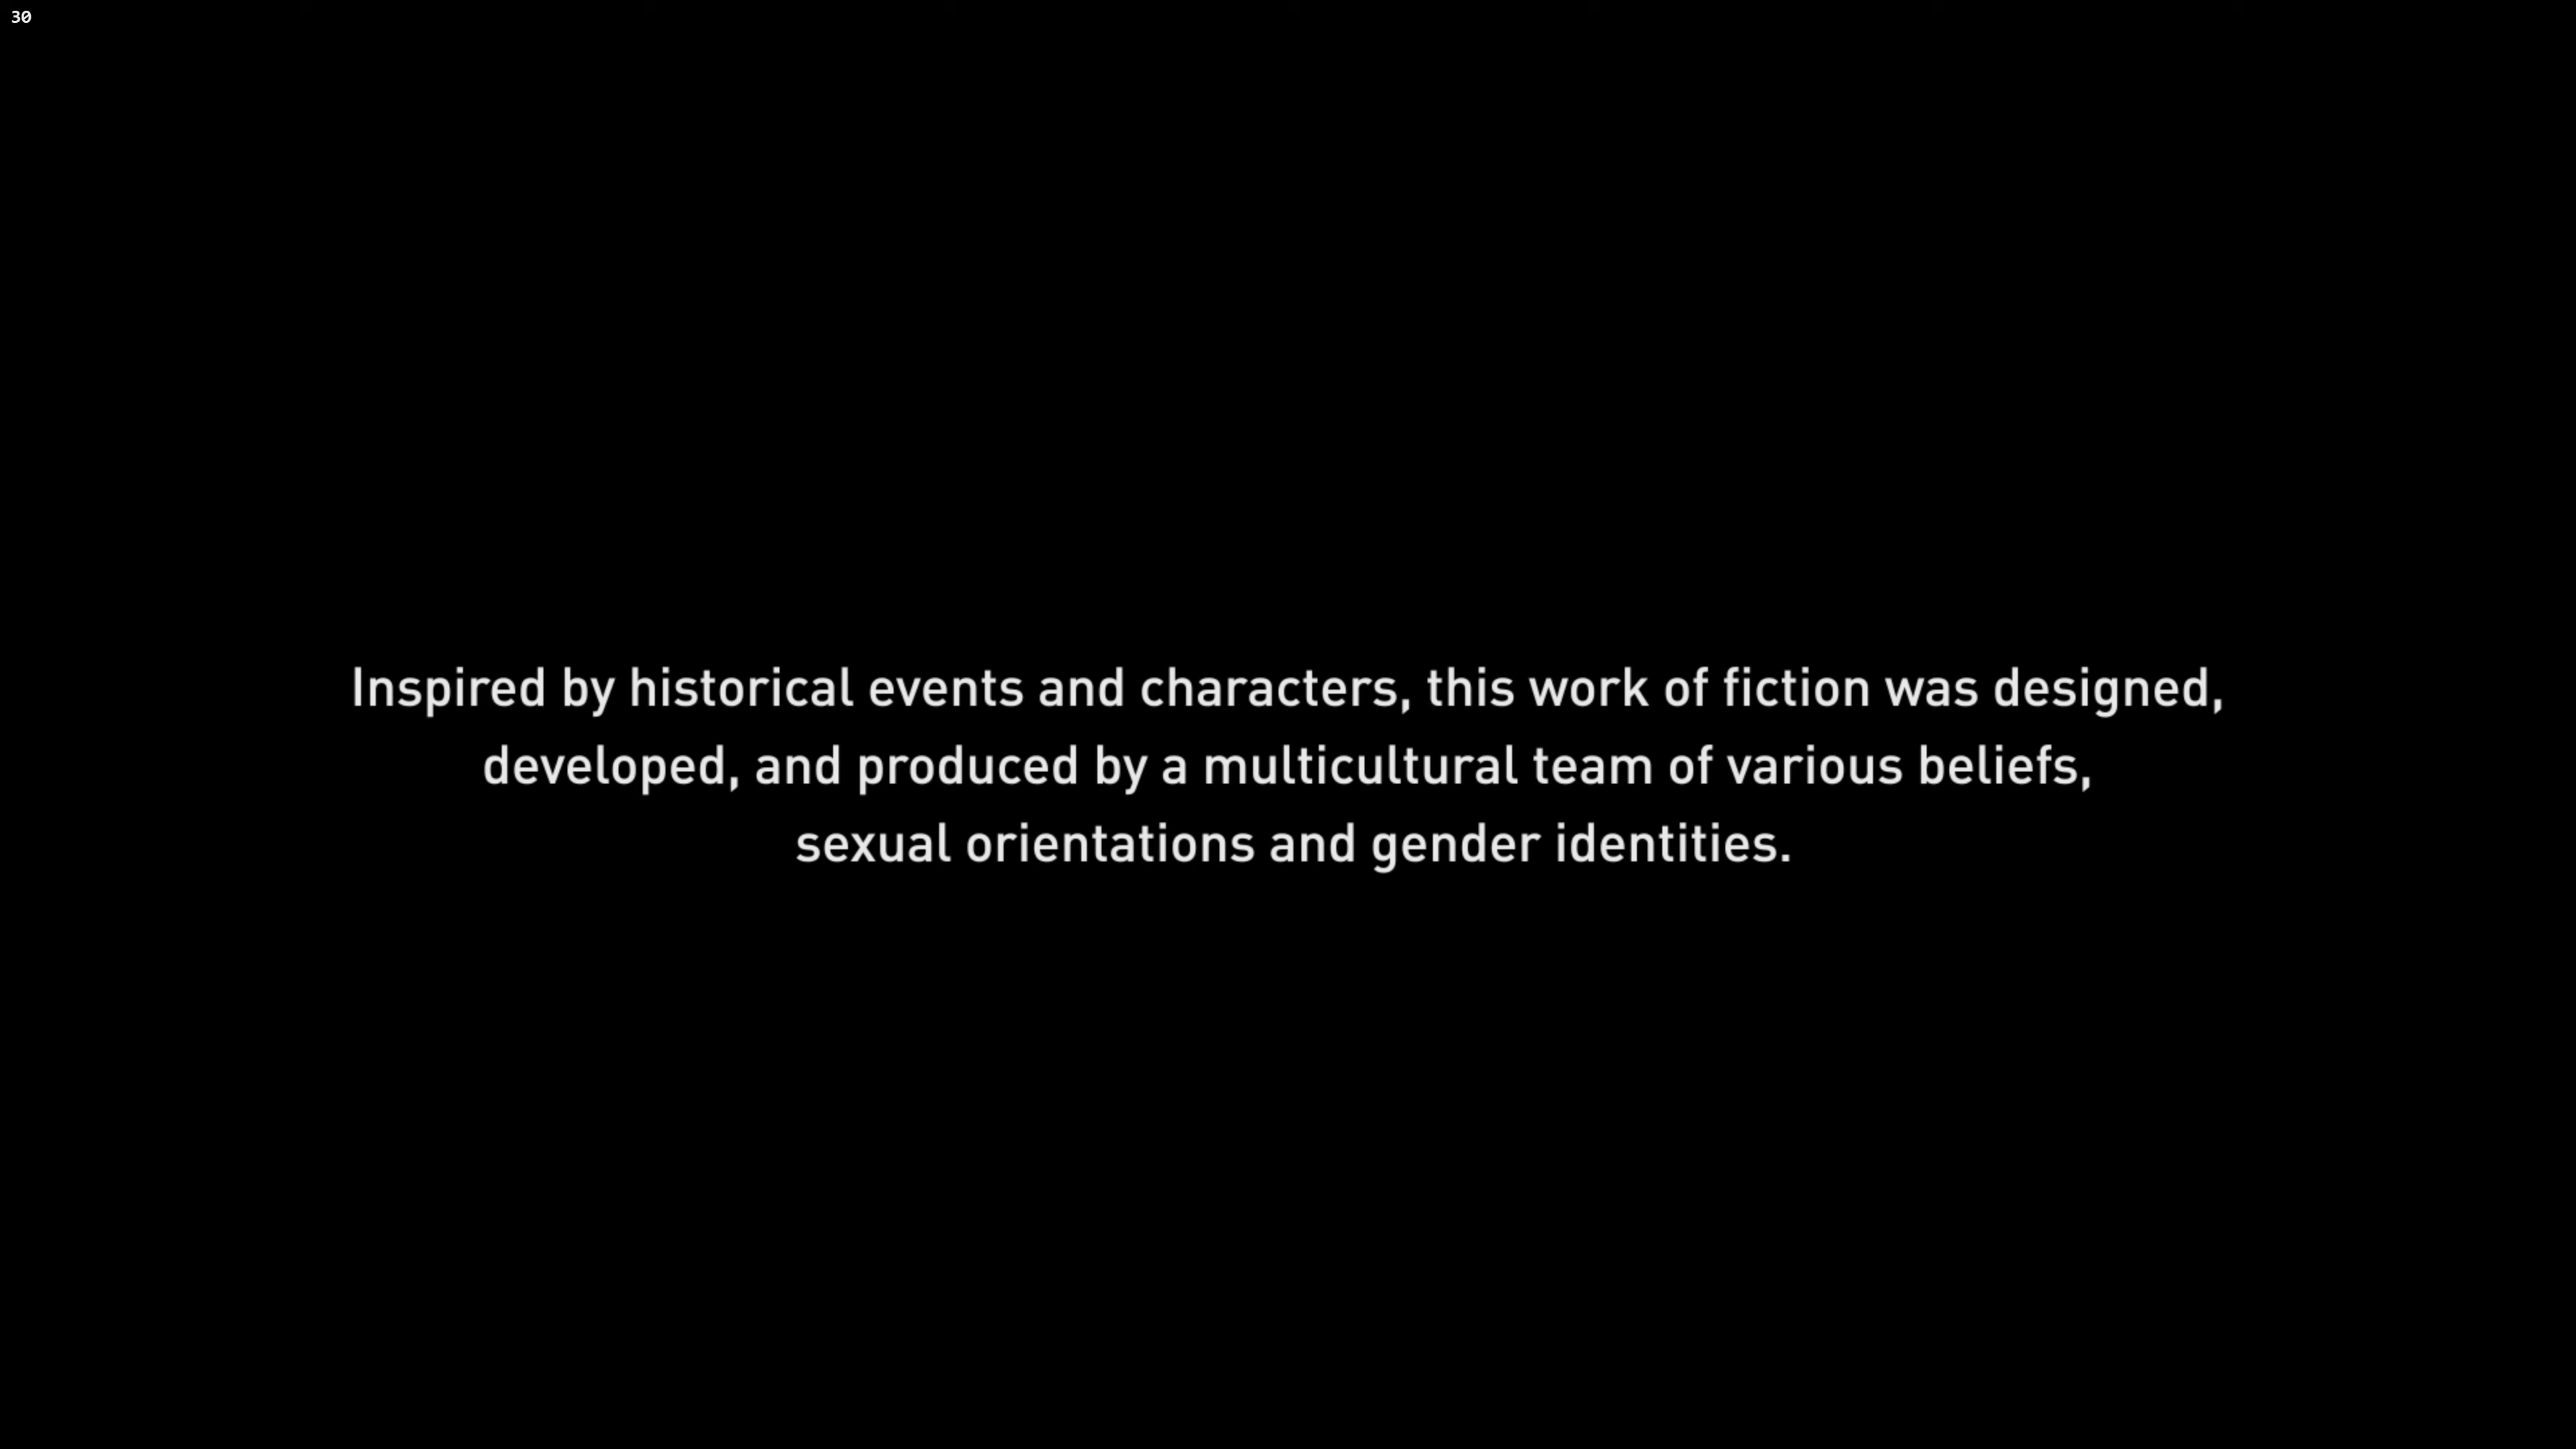 30
Inspired by historical events and characters, this work of fiction was designed,
developed, and produced by a multicultural team of various beliefs,
sexual orientations and gender identities.